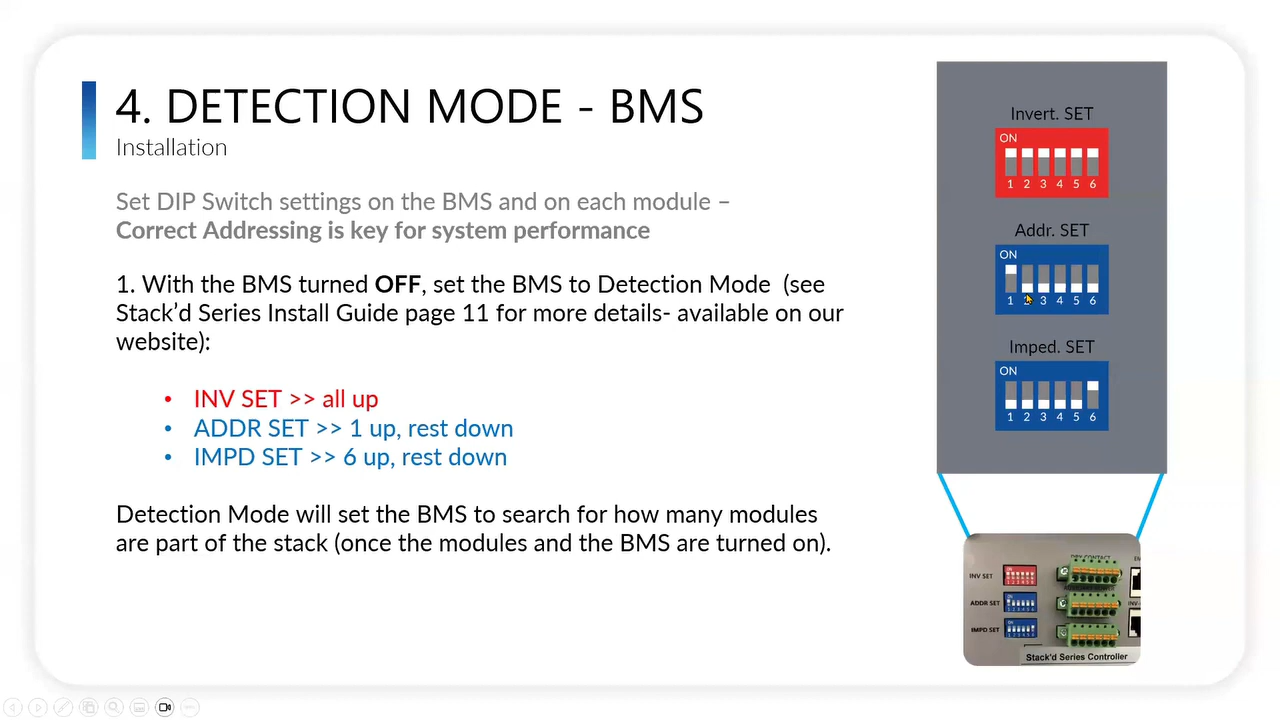 4. DETECTION MODE - BMS
Installation
Set DIP Switch settings on the BMS and on each module –
Correct Addressing is key for system performance
1. With the BMS turned OFF, set the BMS to Detection Mode (see
Stack'd Series Install Guide page 11 for more details- available on our
website):
• INV SET >> all up
• ADDR SET >> 1 up, rest down
• IMPD SET >> 6 up, rest down
Detection Mode will set the BMS to search for how many modules
are part of the stack (once the modules and the BMS are turned on).
Invert. SET
ON
1 2 3 4 5 6
Addr. SET
ON
1 2 3 4 5 6
Imped. SET
ON
1 2 3 4 5 6
DRY CONTACT
INV SET
ADDR SET
INV
IMPD SET
Stack'd Series Controller